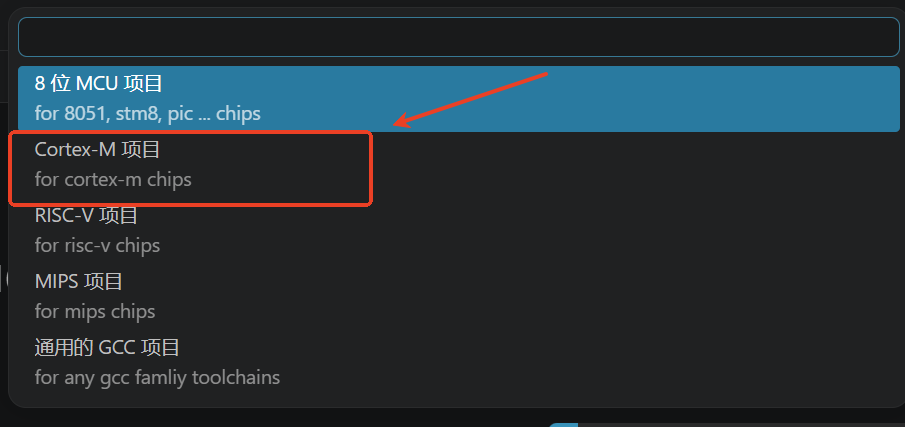 8 位 MCU 项目
for 8051, stm8, pic ... chips
Cortex-M 项目
for cortex-m chips
RISC-V 项目
for risc-v chips
MIPS 项目
for mips chips
通用的 GCC 项目
for any gcc famliy toolchains